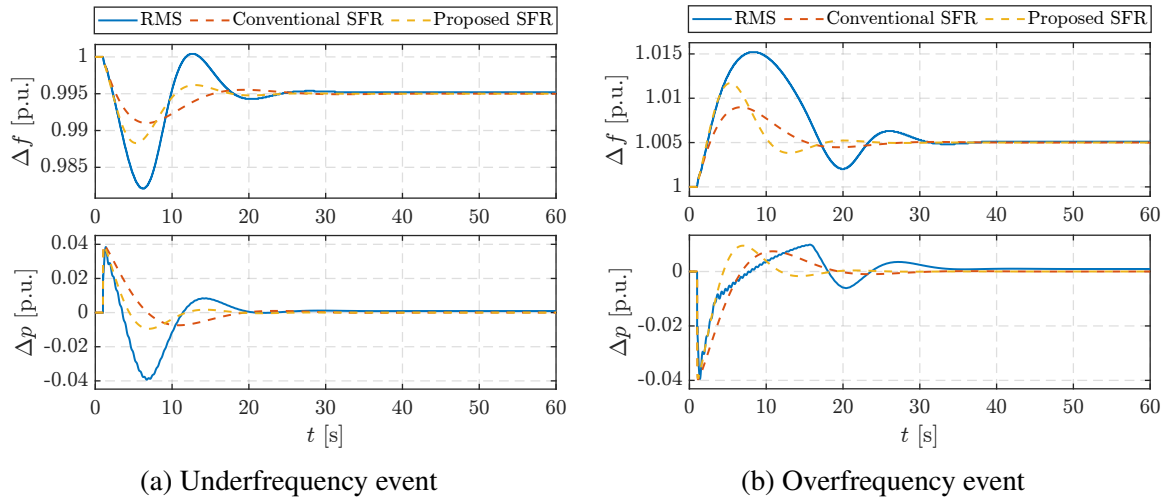 RMS Conventional SFR Proposed SFR
1
0.995
0.99
0.985
Δf [p.u.]
0 10 20 30 40 50 60
0.04
0.02
0
-0.02
-0.04
Δp [p.u.]
0 10 20 30 40 50 60
t [s]
(a) Underfrequency event
RMS Conventional SFR Proposed SFR
1.015
1.01
1.005
1
Δf [p.u.]
0 10 20 30 40 50 60
0
-0.02
-0.04
Δp [p.u.]
0 10 20 30 40 50 60
t [s]
(b) Overfrequency event